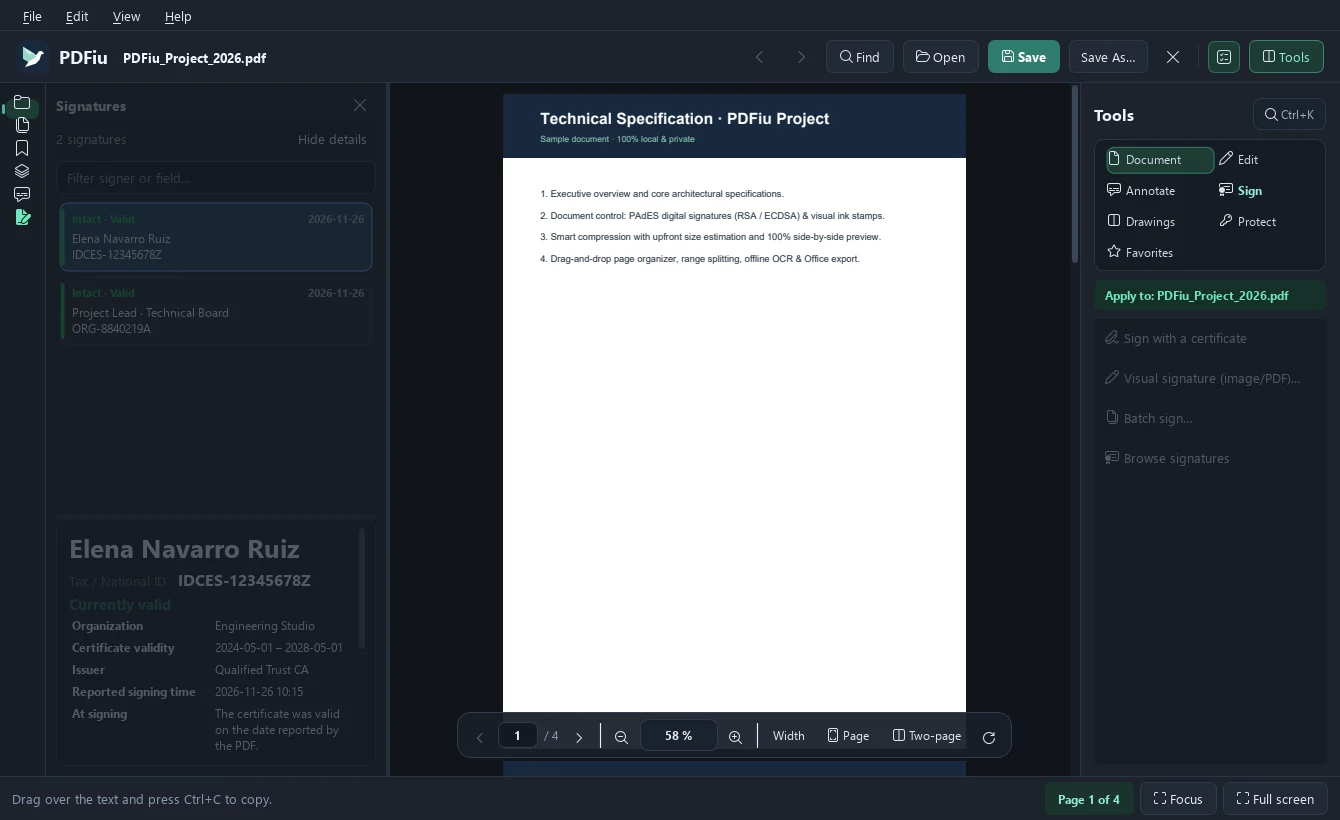 File Edit View Help
PDFiu PDFiu_Project_2026.pdf Find Open Save Save As... Tools
Signatures
2 signatures Hide details
Filter signer or field...
Intact · Valid 2026-11-26
Elena Navarro Ruiz
IDCES-12345678Z
Intact · Valid 2026-11-26
Project Lead · Technical Board
ORG-8840219A
Elena Navarro Ruiz
Tax / National ID IDCES-12345678Z
Currently valid
Organization Engineering Studio
Certificate validity 2024-05-01 – 2028-05-01
Issuer Qualified Trust CA
Reported signing time 2026-11-26 10:15
At signing The certificate was valid
on the date reported by
the PDF.
Technical Specification · PDFiu Project
Sample document · 100% local & private
1. Executive overview and core architectural specifications.
2. Document control: PAdES digital signatures (RSA / ECDSA) & visual ink stamps.
3. Smart compression with upfront size estimation and 100% side-by-side preview.
4. Drag-and-drop page organizer, range splitting, offline OCR & Office export.
1 / 4 58 % Width Page Two-page
Tools Ctrl+K
Document Edit
Annotate Sign
Drawings Protect
Favorites
Apply to: PDFiu_Project_2026.pdf
Sign with a certificate
Visual signature (image/PDF)...
Batch sign...
Browse signatures
Drag over the text and press Ctrl+C to copy. Page 1 of 4 Focus Full screen